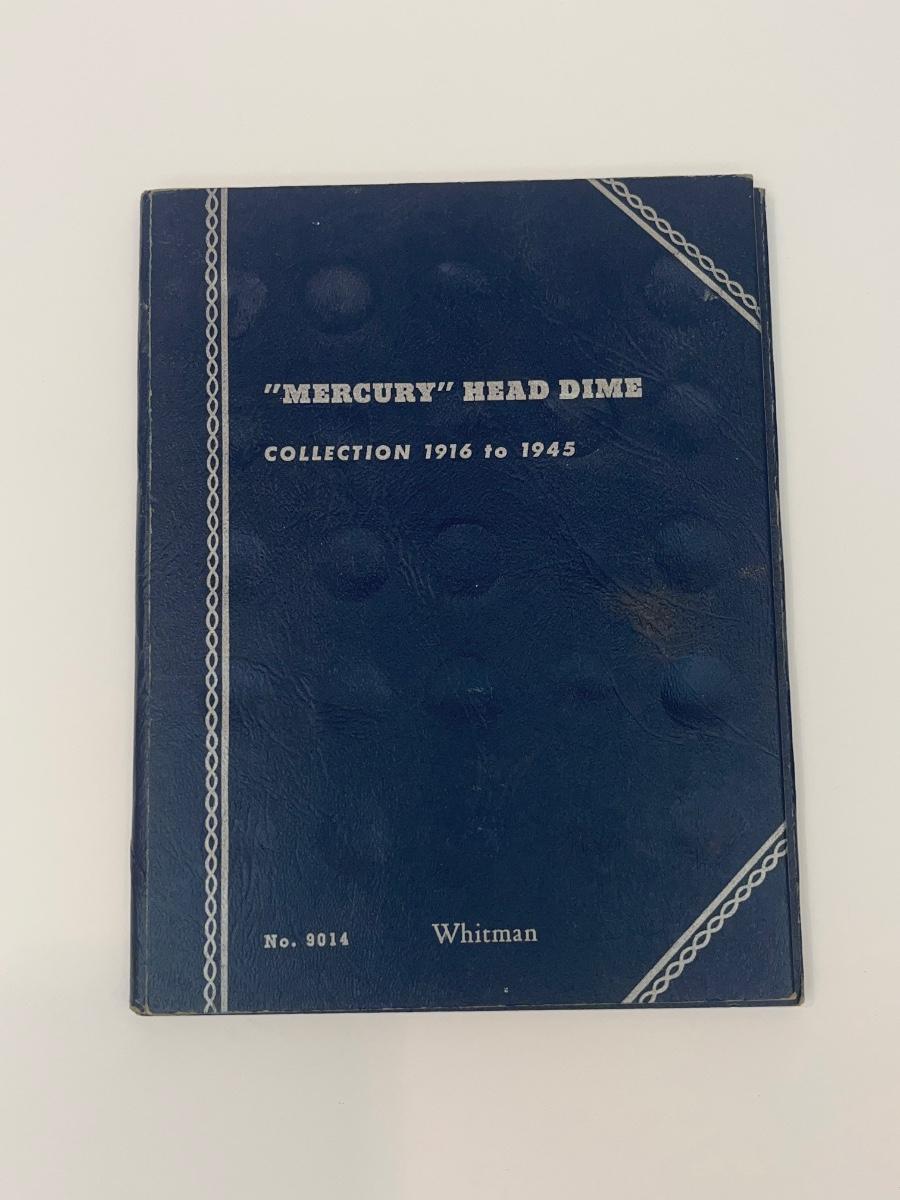 "MERCURY" HEAD DIME
COLLECTION 1916 to 1945
No. 9014 Whitman